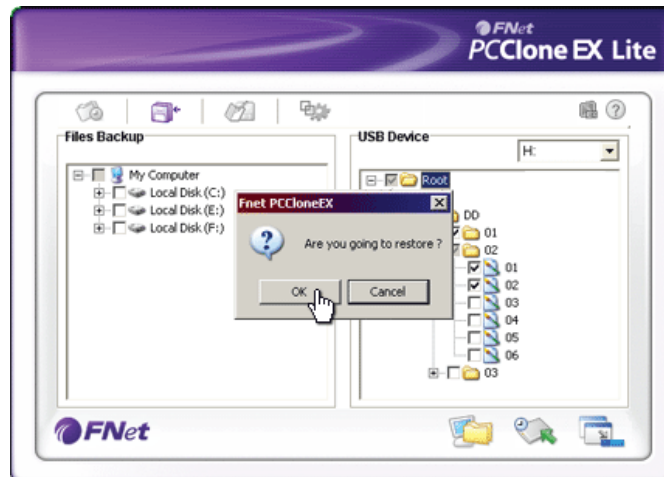 FNet
PCClone EX Lite
Files Backup
USB Device
H:
My Computer
Local Disk (C:)
Local Disk (E:)
Local Disk (F:)
Root
DD
01
02
01
02
03
04
05
06
03
Fnet PCCloneEX
Are you going to restore ?
OK
Cancel
FNet